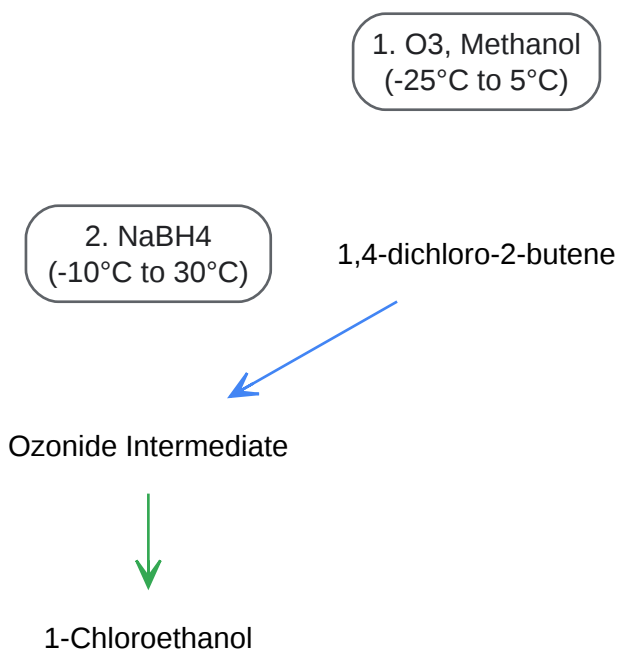 1. O3, Methanol
(-25°C to 5°C)
2. NaBH4
(-10°C to 30°C)
1,4-dichloro-2-butene
Ozonide Intermediate
1-Chloroethanol